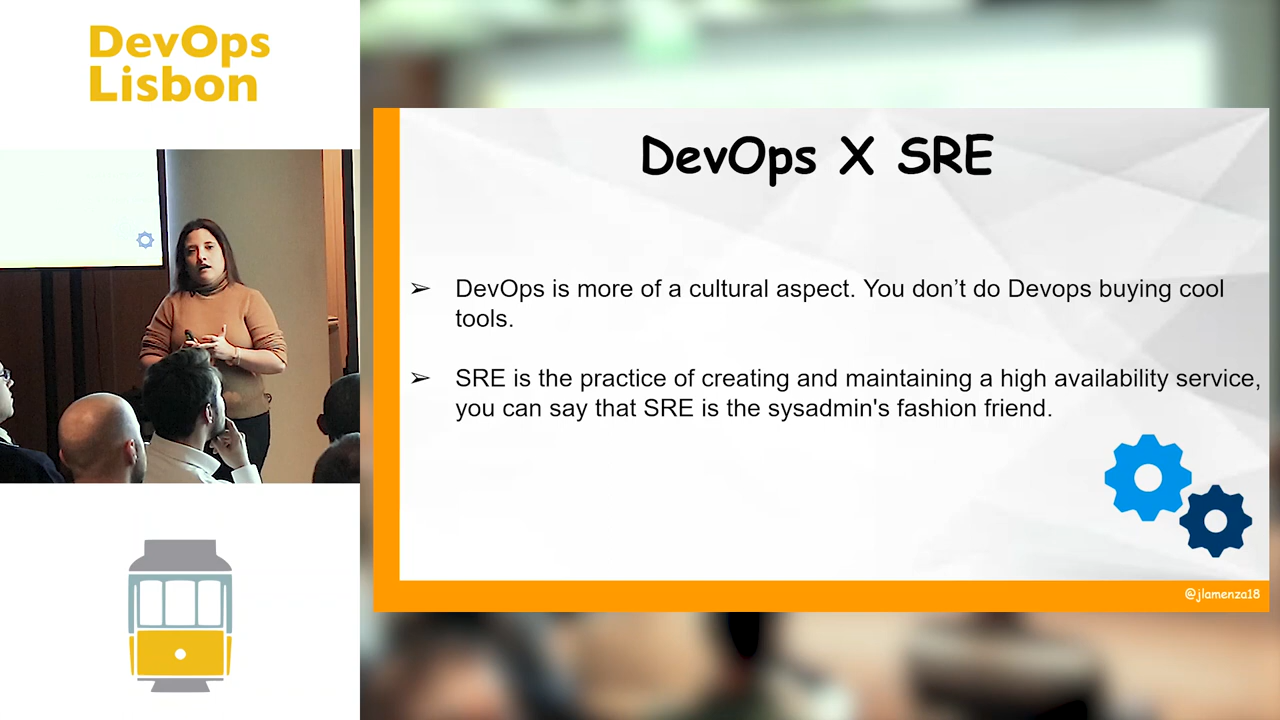 DevOps
Lisbon
DevOps X SRE
➢ DevOps is more of a cultural aspect. You don’t do Devops buying cool
tools.
➢ SRE is the practice of creating and maintaining a high availability service,
you can say that SRE is the sysadmin's fashion friend.
@jlamenza18